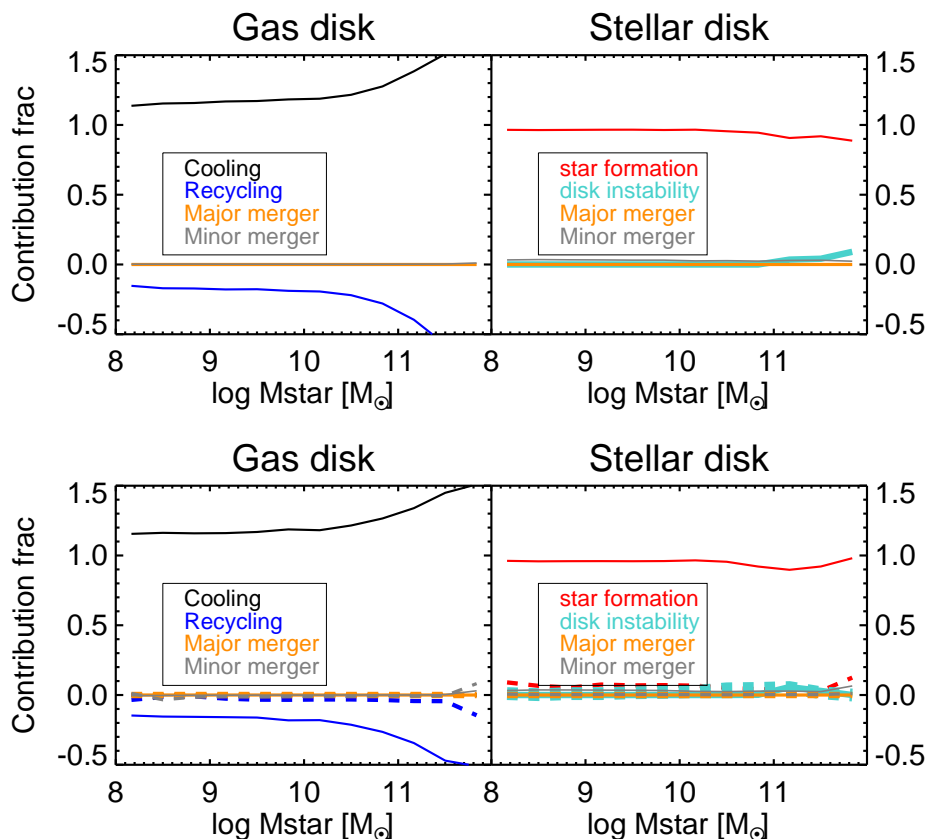 Gas disk
Stellar disk
Contribution frac
1.5
1.0
0.5
0.0
-0.5
Cooling
Recycling
Major merger
Minor merger
star formation
disk instability
Major merger
Minor merger
1.5
1.0
0.5
0.0
-0.5
8 9 10 11
8 9 10 11
log Mstar [M☉]
log Mstar [M☉]
Gas disk
Stellar disk
Contribution frac
1.5
1.0
0.5
0.0
-0.5
Cooling
Recycling
Major merger
Minor merger
star formation
disk instability
Major merger
Minor merger
1.5
1.0
0.5
0.0
-0.5
8 9 10 11
8 9 10 11
log Mstar [M☉]
log Mstar [M☉]